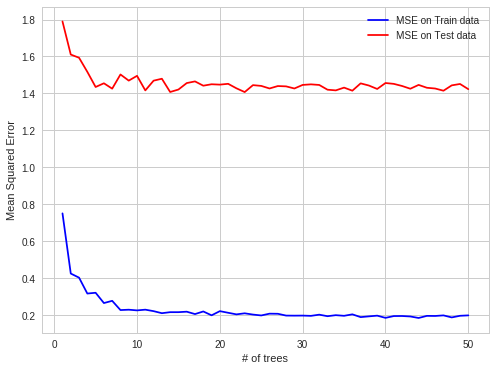 MSE on Train data
MSE on Test data
1.8
1.6
1.4
1.2
1.0
0.8
0.6
0.4
0.2
Mean Squared Error
0 10 20 30 40 50
# of trees